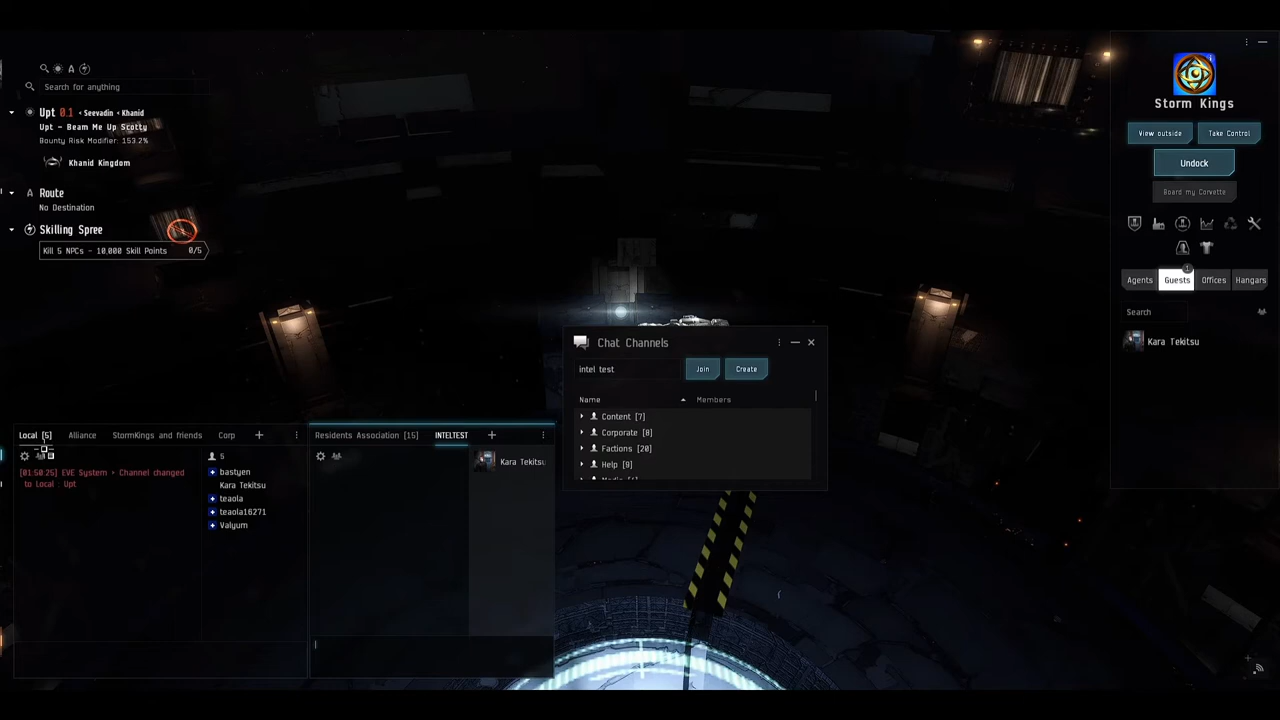 Search for anything
Upt 0.1 < Seevadin < Khanid
Upt - Beam Me Up Scotty
Bounty Risk Modifier: 153.2%
Khanid Kingdom
Route
No Destination
Skilling Spree
Kill 5 NPCs - 10,000 Skill Points 0/5
Storm Kings
View outside Take Control
Undock
Board my Corvette
1
Agents Guests Offices Hangars
Search
Kara Tekitsu
Chat Channels
intel test Join Create
Name Members
Content [7]
Corporate [8]
Factions [20]
Help [9]
Local [5] Alliance StormKings and friends Corp
5
[01:50:25] EVE System > Channel changed
to Local : Upt
bastyen
Kara Tekitsu
teaola
teaola16271
Valyum
Residents Association [15] INTELTEST
Kara Tekitsu